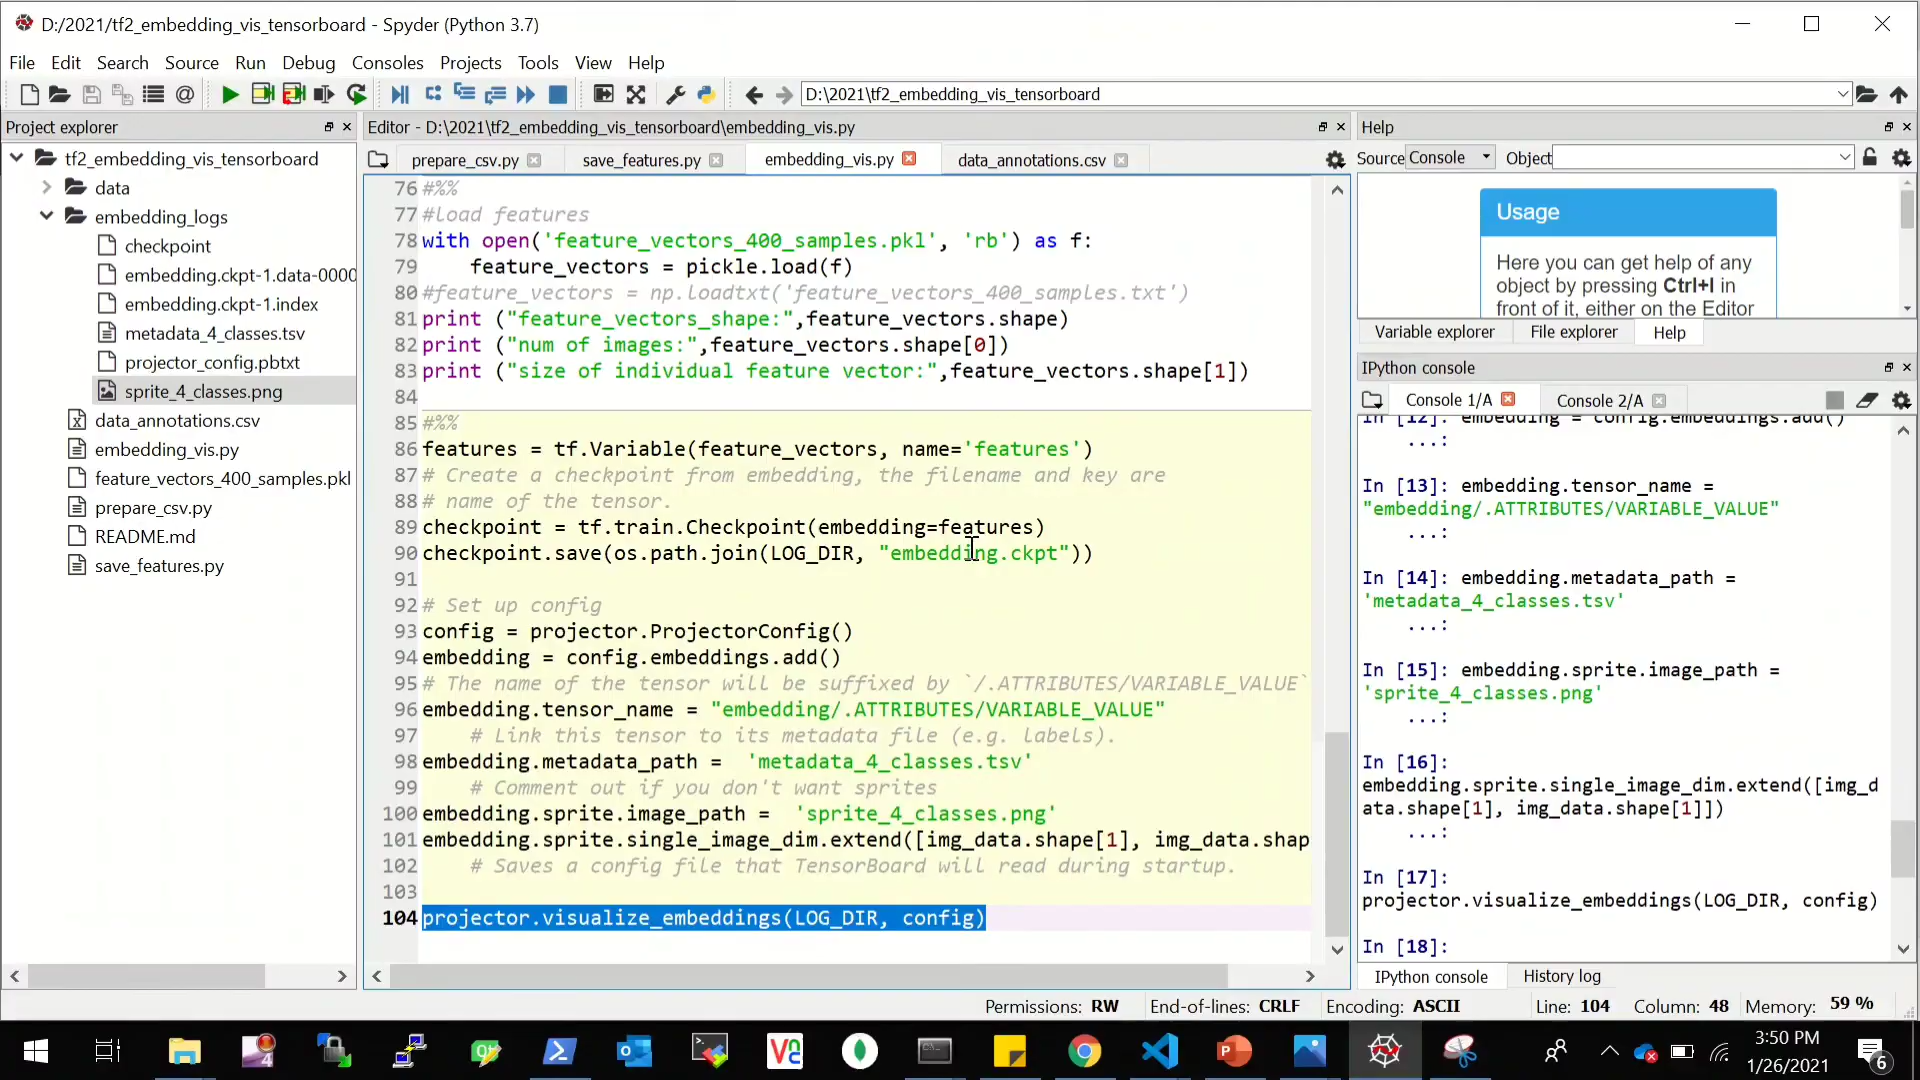 D:/2021/tf2_embedding_vis_tensorboard - Spyder (Python 3.7)
File Edit Search Source Run Debug Consoles Projects Tools View Help
D:\2021\tf2_embedding_vis_tensorboard
Project explorer
tf2_embedding_vis_tensorboard
data
embedding_logs
checkpoint
embedding.ckpt-1.data-0000
embedding.ckpt-1.index
metadata_4_classes.tsv
projector_config.pbtxt
sprite_4_classes.png
data_annotations.csv
embedding_vis.py
feature_vectors_400_samples.pkl
prepare_csv.py
README.md
save_features.py
Editor - D:\2021\tf2_embedding_vis_tensorboard\embedding_vis.py
prepare_csv.py save_features.py embedding_vis.py data_annotations.csv
76 #%%
77 #load features
78 with open('feature_vectors_400_samples.pkl', 'rb') as f:
79 feature_vectors = pickle.load(f)
80 #feature_vectors = np.loadtxt('feature_vectors_400_samples.txt')
81 print ("feature_vectors_shape:",feature_vectors.shape)
82 print ("num of images:",feature_vectors.shape[0])
83 print ("size of individual feature vector:",feature_vectors.shape[1])
84
85 #%%
86 features = tf.Variable(feature_vectors, name='features')
87 # Create a checkpoint from embedding, the filename and key are
88 # name of the tensor.
89 checkpoint = tf.train.Checkpoint(embedding=features)
90 checkpoint.save(os.path.join(LOG_DIR, "embedding.ckpt"))
91
92 # Set up config
93 config = projector.ProjectorConfig()
94 embedding = config.embeddings.add()
95 # The name of the tensor will be suffixed by `/.ATTRIBUTES/VARIABLE_VALUE`
96 embedding.tensor_name = "embedding/.ATTRIBUTES/VARIABLE_VALUE"
97 # Link this tensor to its metadata file (e.g. labels).
98 embedding.metadata_path = 'metadata_4_classes.tsv'
99 # Comment out if you don't want sprites
100 embedding.sprite.image_path = 'sprite_4_classes.png'
101 embedding.sprite.single_image_dim.extend([img_data.shape[1], img_data.shap
102 # Saves a config file that TensorBoard will read during startup.
103
104 projector.visualize_embeddings(LOG_DIR, config)
Help
Source Console Object
Usage
Here you can get help of any
object by pressing Ctrl+I in
front of it, either on the Editor
Variable explorer File explorer Help
IPython console
Console 1/A Console 2/A
In [12]: embedding = config.embeddings.add()
...:
In [13]: embedding.tensor_name =
"embedding/.ATTRIBUTES/VARIABLE_VALUE"
...:
In [14]: embedding.metadata_path =
'metadata_4_classes.tsv'
...:
In [15]: embedding.sprite.image_path =
'sprite_4_classes.png'
...:
In [16]:
embedding.sprite.single_image_dim.extend([img_d
ata.shape[1], img_data.shape[1]])
...:
In [17]:
projector.visualize_embeddings(LOG_DIR, config)
In [18]:
IPython console History log
Permissions: RW End-of-lines: CRLF Encoding: ASCII Line: 104 Column: 48 Memory: 59 %
3:50 PM
1/26/2021
6